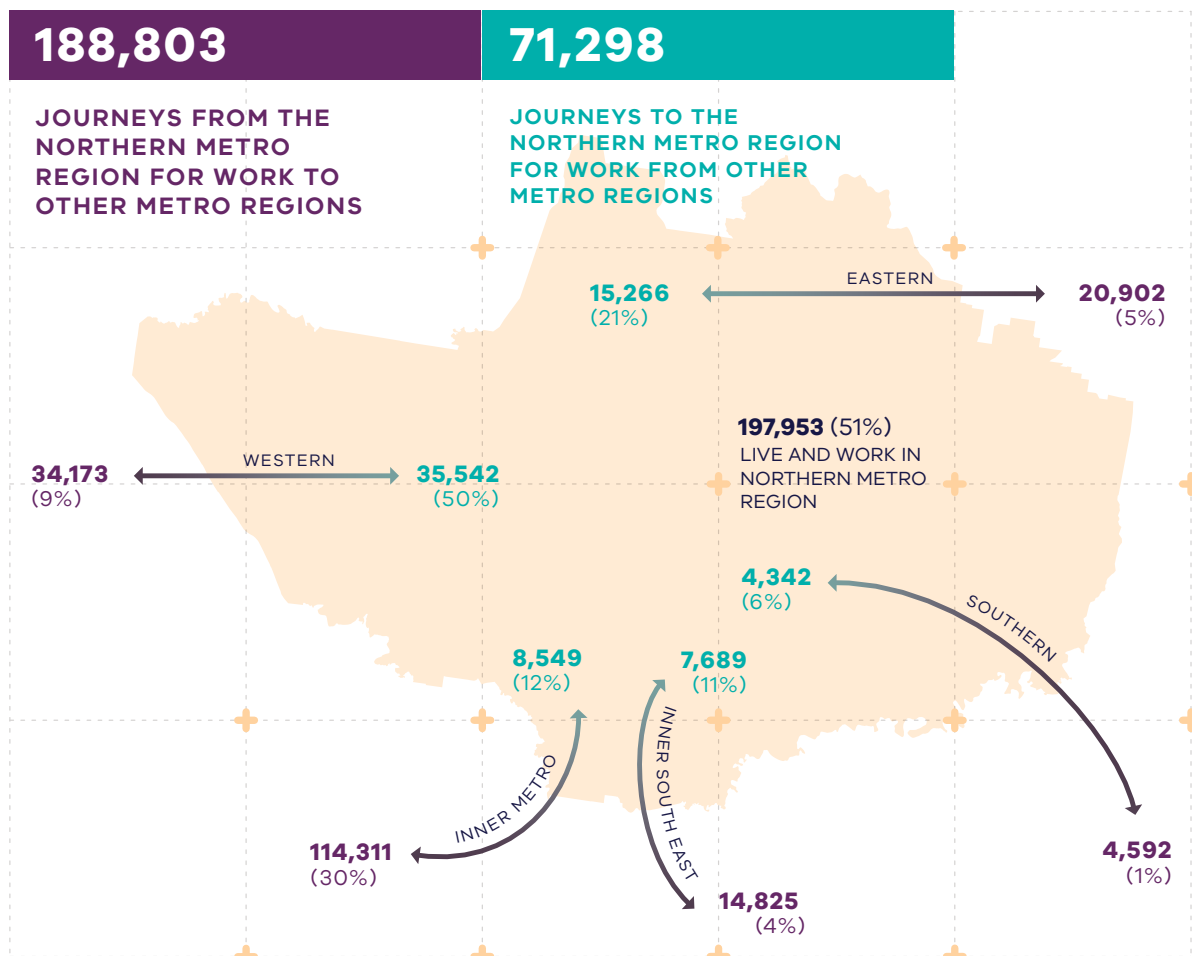 188,803
JOURNEYS FROM THE
NORTHERN METRO
REGION FOR WORK TO
OTHER METRO REGIONS
71,298
JOURNEYS TO THE
NORTHERN METRO REGION
FOR WORK FROM OTHER
METRO REGIONS
EASTERN
15,266
(21%)
20,902
(5%)
197,953 (51%)
LIVE AND WORK IN
NORTHERN METRO
REGION
WESTERN
34,173
(9%)
35,542
(50%)
4,342
(6%)
SOUTHERN
4,592
(1%)
8,549
(12%)
INNER METRO
114,311
(30%)
7,689
(11%)
INNER SOUTH EAST
14,825
(4%)